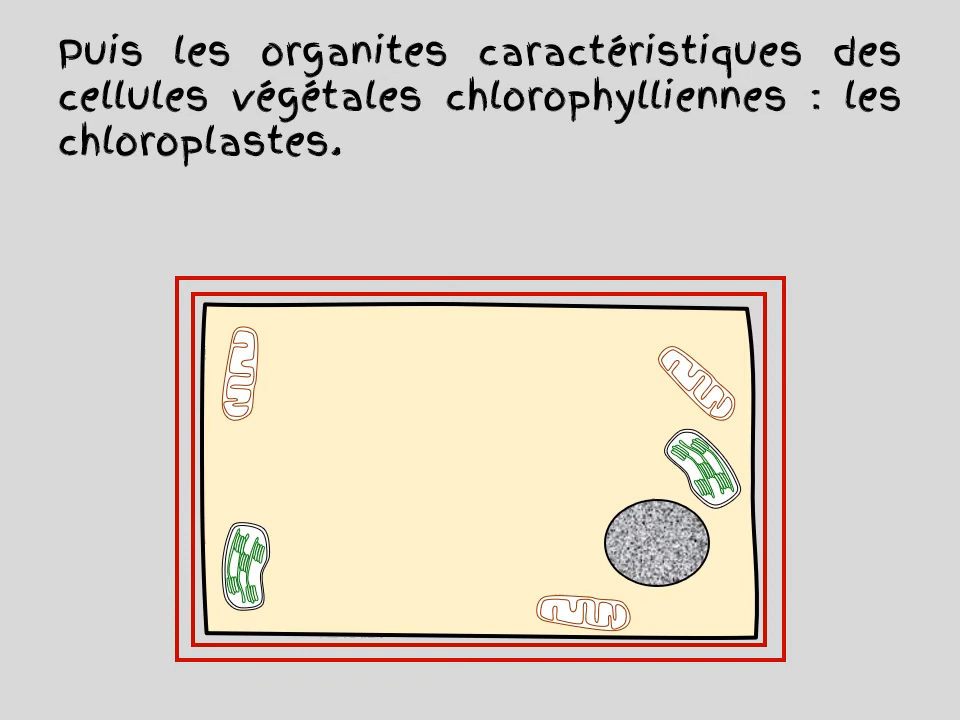 Puis les organites caractéristiques des
cellules végétales chlorophylliennes : les
chloroplastes.